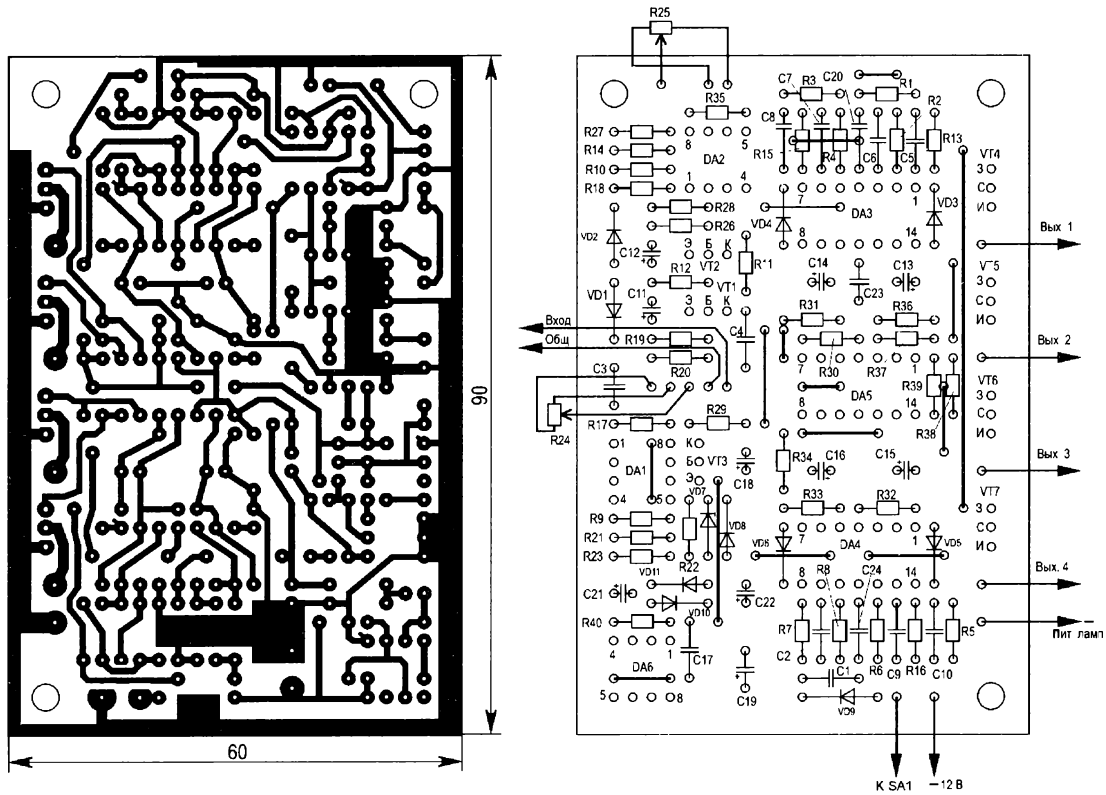 R25
C7 R3 C20 R1
R35 C8 R2
R27 8 5 R13
R14 DA2 R15 R4 C6 C5 VT4
R10 З
R18 1 4 7 1 С
R28 VD4 DA3 VD3 И
VD2 R26 8 14 Вых 1
C12 Э Б К
VT2 R11 C14 C13 VT5
R12 З
VD1 C11 VT1 C23 С
Э Б К R31 R36 И
Вход C4
Общ R19 R30 R37 Вых 2
R20 7 1 VT6
C3 R39 З
DA5 С
R24 R17 R29 8 14 R38 И
1 8 К
Б VT3 R34 C16 C15 Вых 3
DA1 Э C18
4 5 VD7 R33 R32 VT7
R9 З
R21 VD8 VD6 7 1 VD5 С
R23 R22 DA4 И
VD11 8 R8 C24 14
C21 C22 Вых. 4
VD10
R40 R7 R5 −
4 1 Пит ламп
DA6 C17 C2 C1 R6 C9 R16 C10
5 8 C19 VD9
К SA1 −12 В
90
60